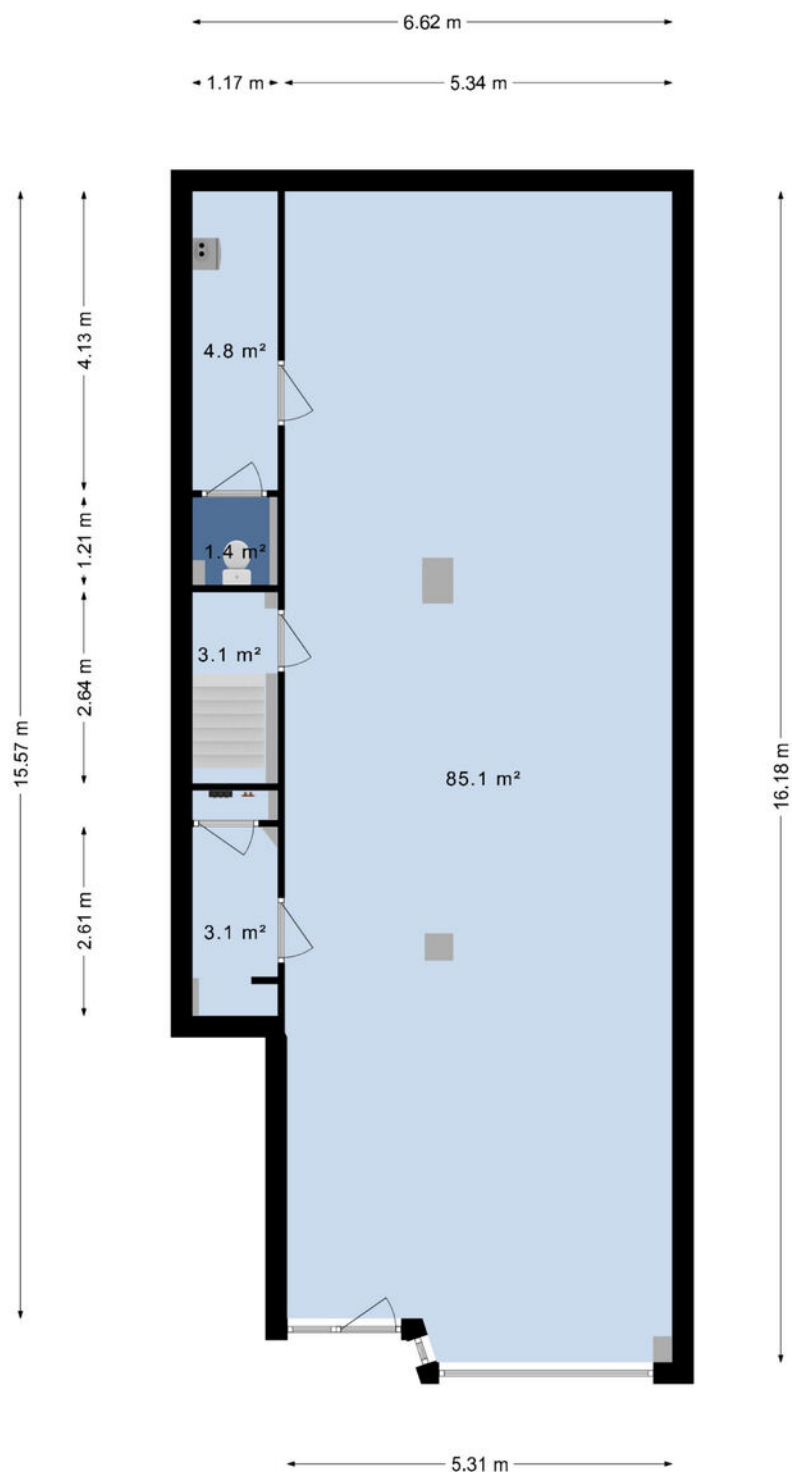 6.62 m
1.17 m
5.34 m
4.13 m
4.8 m²
1.21 m
1.4 m²
2.64 m
3.1 m²
15.57 m
85.1 m²
16.18 m
2.61 m
3.1 m²
5.31 m